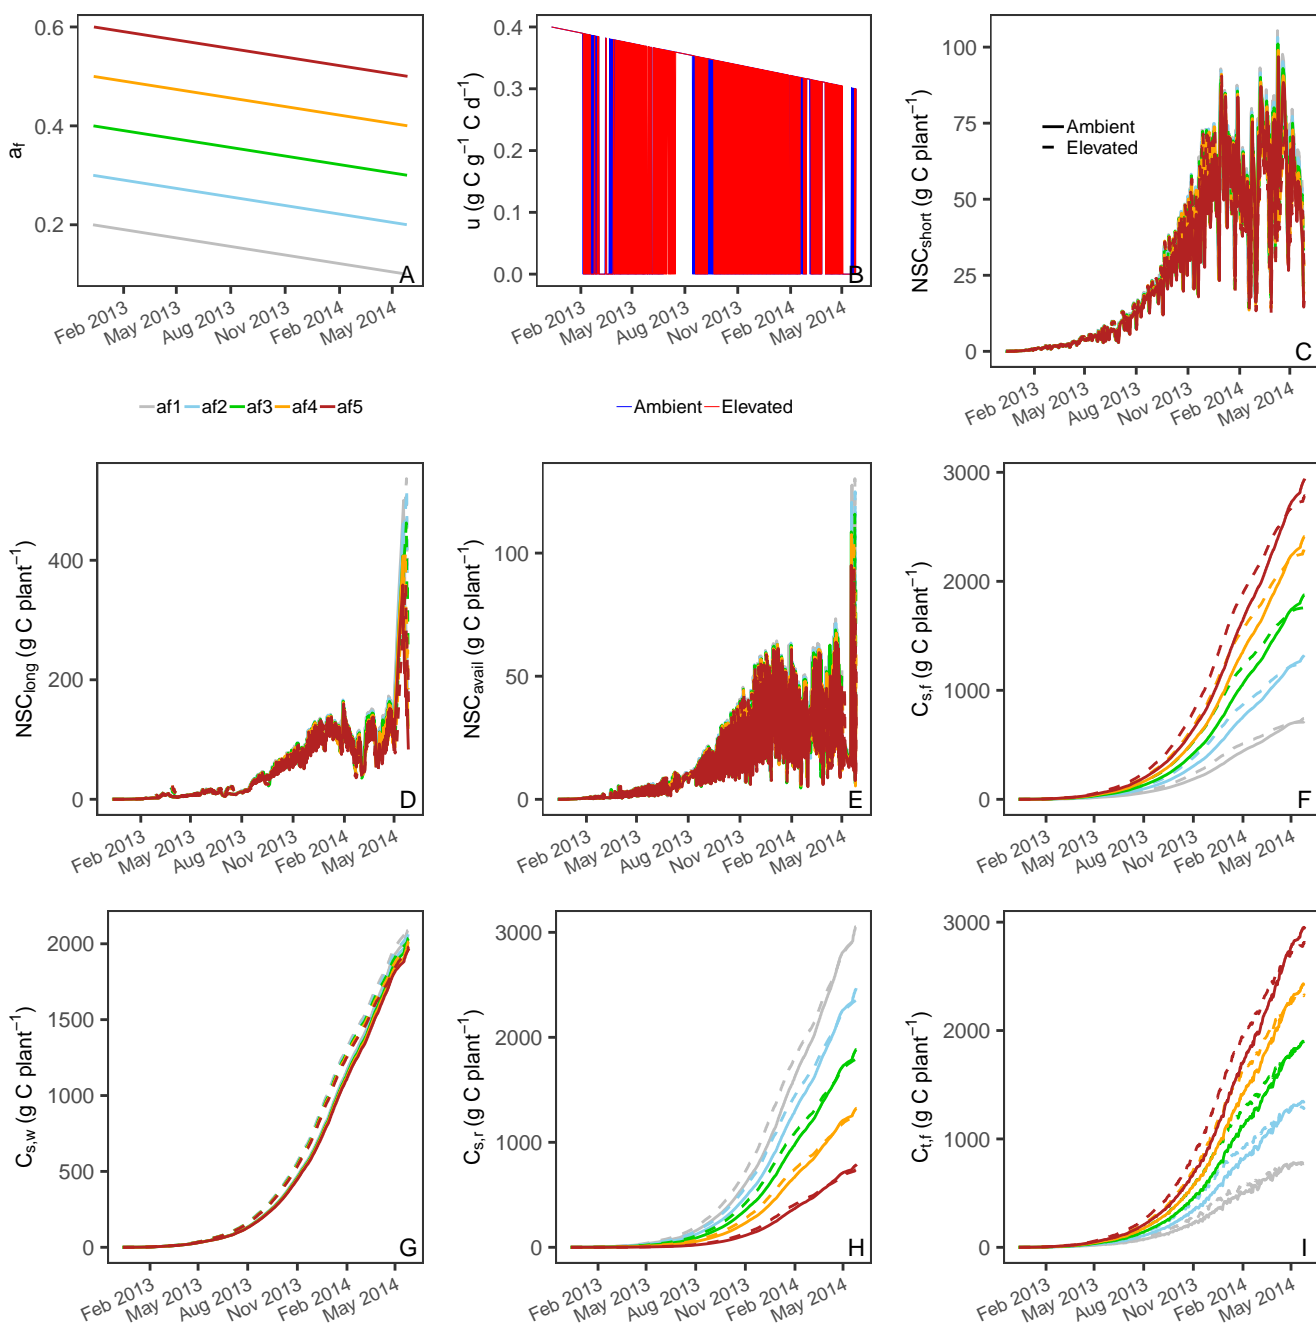 0.6
0.4
0.2
af
A
Feb 2013
May 2013
Aug 2013
Nov 2013
Feb 2014
May 2014
af1 af2 af3 af4 af5
0.4
0.3
0.2
0.1
0.0
u (g C g−1 C d−1)
B
Feb 2013
May 2013
Aug 2013
Nov 2013
Feb 2014
May 2014
Ambient Elevated
100
75
50
25
0
NSCshort (g C plant−1)
Ambient
Elevated
C
Feb 2013
May 2013
Aug 2013
Nov 2013
Feb 2014
May 2014
400
200
0
NSClong (g C plant−1)
D
Feb 2013
May 2013
Aug 2013
Nov 2013
Feb 2014
May 2014
100
50
0
NSCavail (g C plant−1)
E
Feb 2013
May 2013
Aug 2013
Nov 2013
Feb 2014
May 2014
3000
2000
1000
0
Cs,f (g C plant−1)
F
Feb 2013
May 2013
Aug 2013
Nov 2013
Feb 2014
May 2014
2000
1500
1000
500
0
Cs,w (g C plant−1)
G
Feb 2013
May 2013
Aug 2013
Nov 2013
Feb 2014
May 2014
3000
2000
1000
0
Cs,r (g C plant−1)
H
Feb 2013
May 2013
Aug 2013
Nov 2013
Feb 2014
May 2014
3000
2000
1000
0
Ct,f (g C plant−1)
I
Feb 2013
May 2013
Aug 2013
Nov 2013
Feb 2014
May 2014